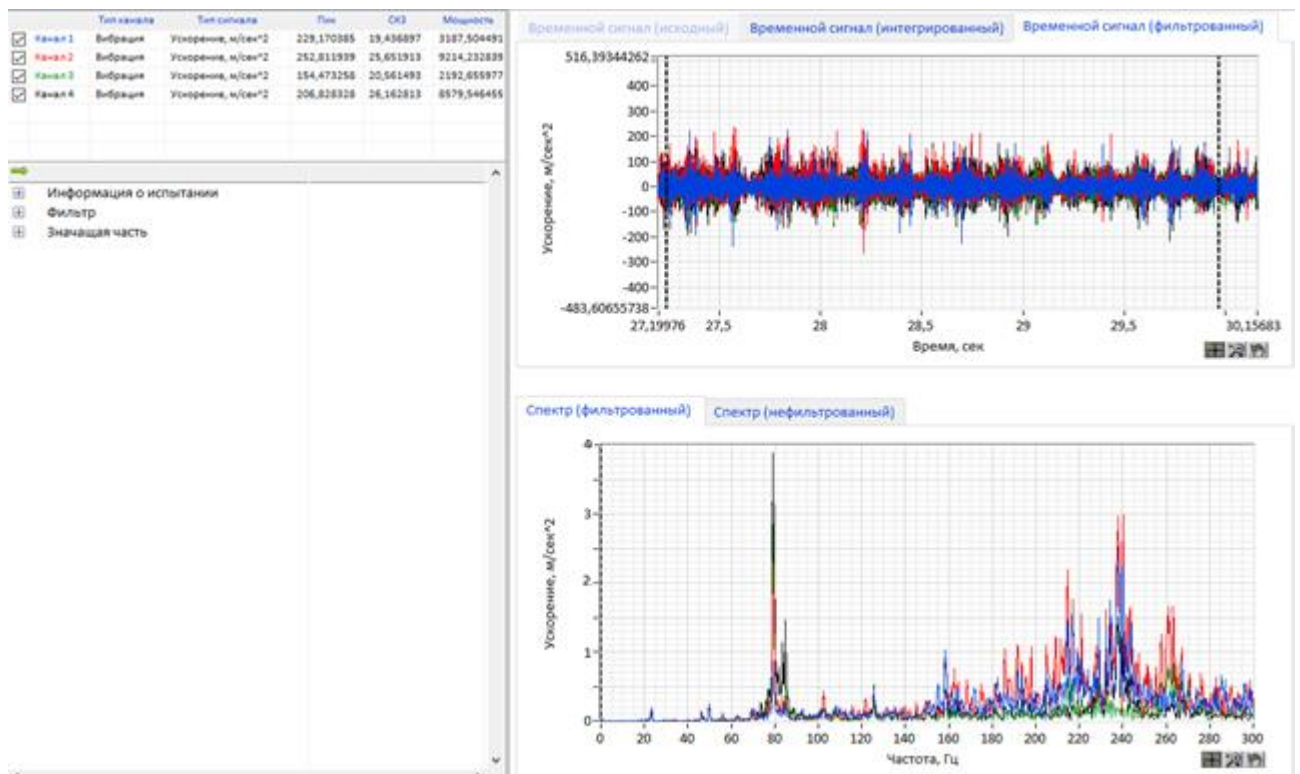 Тип канала Тип сигнала Пик СКЗ Мощность
Канал 1 Вибрация Ускорение, м/сек^2 229,170385 19,436897 3187,504491
Канал 2 Вибрация Ускорение, м/сек^2 252,811939 25,651913 9214,232839
Канал 3 Вибрация Ускорение, м/сек^2 154,473258 20,561493 2192,655977
Канал 4 Вибрация Ускорение, м/сек^2 206,828328 26,162813 8579,546455
Информация о испытании
Фильтр
Значащая часть
Временной сигнал (исходный) Временной сигнал (интегрированный) Временной сигнал (фильтрованный)
516,39344262
400
300
200
100
0
-100
-200
-300
-400
-483,60655738
Ускорение, м/сек^2
27,19976 27,5 28 28,5 29 29,5 30,15683
Время, сек
Спектр (фильтрованный) Спектр (нефильтрованный)
4
3
2
1
0
Ускорение, м/сек^2
0 20 40 60 80 100 120 140 160 180 200 220 240 260 280 300
Частота, Гц